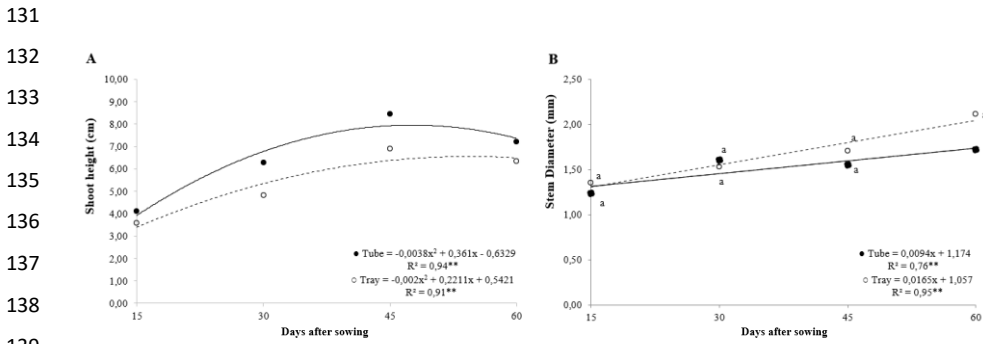 131
132
133
134
135
136
137
138
139
A
Shoot height (cm)
10,00
9,00
8,00
7,00
6,00
5,00
4,00
3,00
2,00
1,00
0,00
15 30 45 60
Days after sowing
● Tube = -0,0038x² + 0,361x - 0,6329
R² = 0,94**
○ Tray = -0,002x² + 0,2211x + 0,5421
R² = 0,91**
B
Stem Diameter (mm)
2,50
2,00
1,50
1,00
0,50
0,00
15 30 45 60
Days after sowing
a
a
a
a
a
a
● Tube = 0,0094x + 1,174
R² = 0,76**
○ Tray = 0,0165x + 1,057
R² = 0,95**